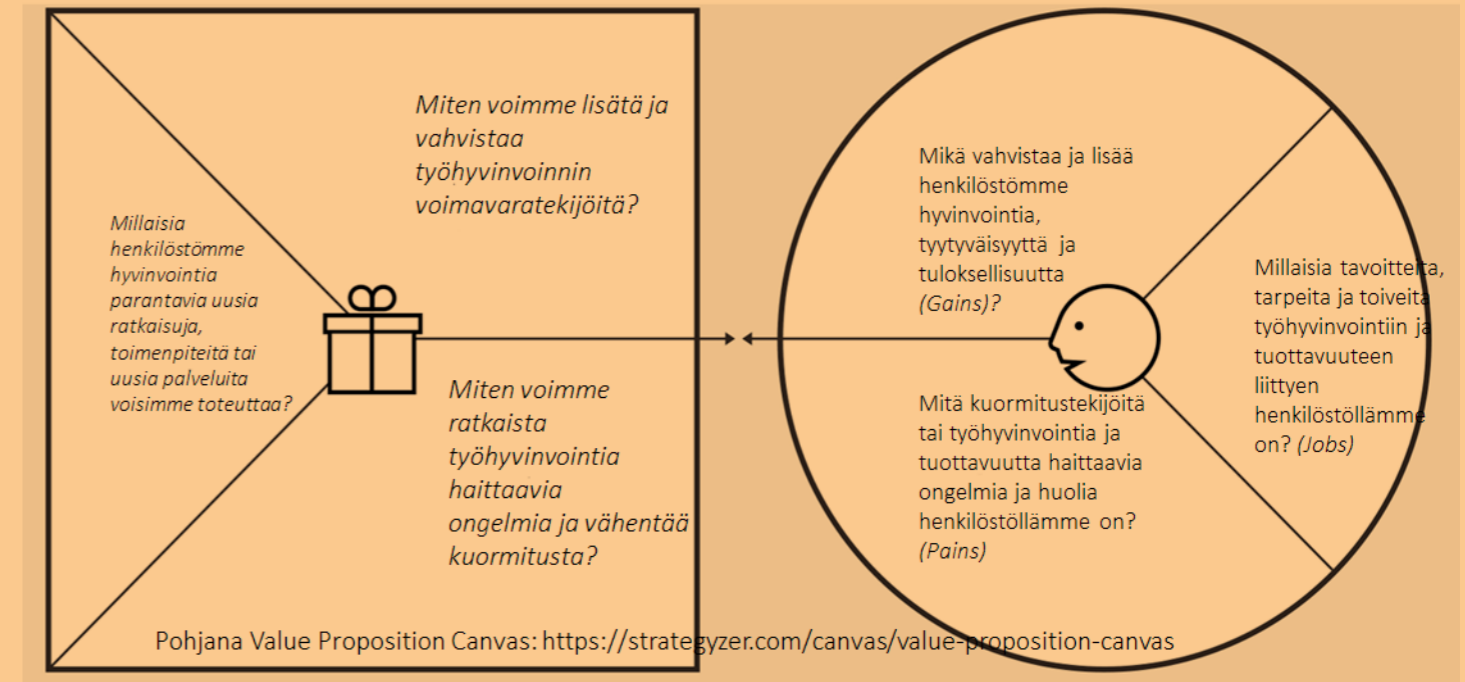 Miten voimme lisätä ja
vahvistaa
työhyvinvoinnin
voimavaratekijöitä?
Millaisia
henkilöstömme
hyvinvointia
parantavia uusia
ratkaisuja,
toimenpiteitä tai
uusia palveluita
voisimme toteuttaa?
Miten voimme
ratkaista
työhyvinvointia
haittaavia
ongelmia ja vähentää
kuormitusta?
Mikä vahvistaa ja lisää
henkilöstömme
hyvinvointia,
tyytyväisyyttä ja
tuloksellisuutta
(Gains)?
Millaisia tavoitteita,
tarpeita ja toiveita
työhyvinvointiin ja
tuottavuuteen
liittyen
henkilöstöllämme
on? (Jobs)
Mitä kuormitustekijöitä
tai työhyvinvointia ja
tuottavuutta haittaavia
ongelmia ja huolia
henkilöstöllämme on?
(Pains)
Pohjana Value Proposition Canvas: https://strategyzer.com/canvas/value-proposition-canvas